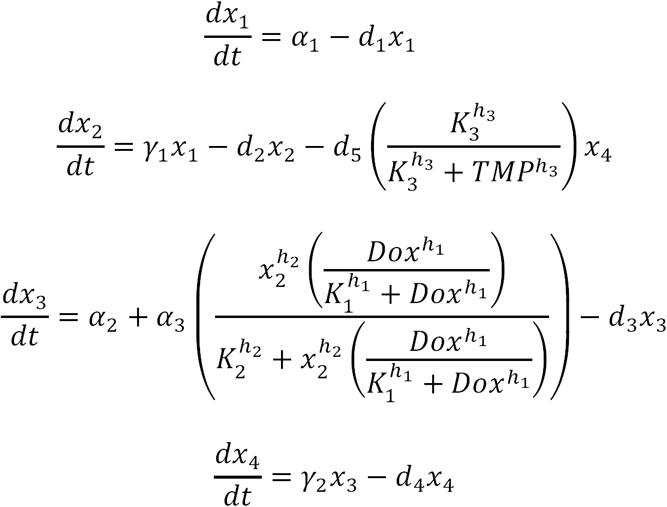 \frac{dx_1}{dt} = \alpha_1 - d_1 x_1
\frac{dx_2}{dt} = \gamma_1 x_1 - d_2 x_2 - d_5 \left( \frac{K_3^{h_3}}{K_3^{h_3} + TMP^{h_3}} \right) x_4
\frac{dx_3}{dt} = \alpha_2 + \alpha_3 \left( \frac{x_2^{h_2} \left( \frac{Dox^{h_1}}{K_1^{h_1} + Dox^{h_1}} \right)}{K_2^{h_2} + x_2^{h_2} \left( \frac{Dox^{h_1}}{K_1^{h_1} + Dox^{h_1}} \right)} \right) - d_3 x_3
\frac{dx_4}{dt} = \gamma_2 x_3 - d_4 x_4